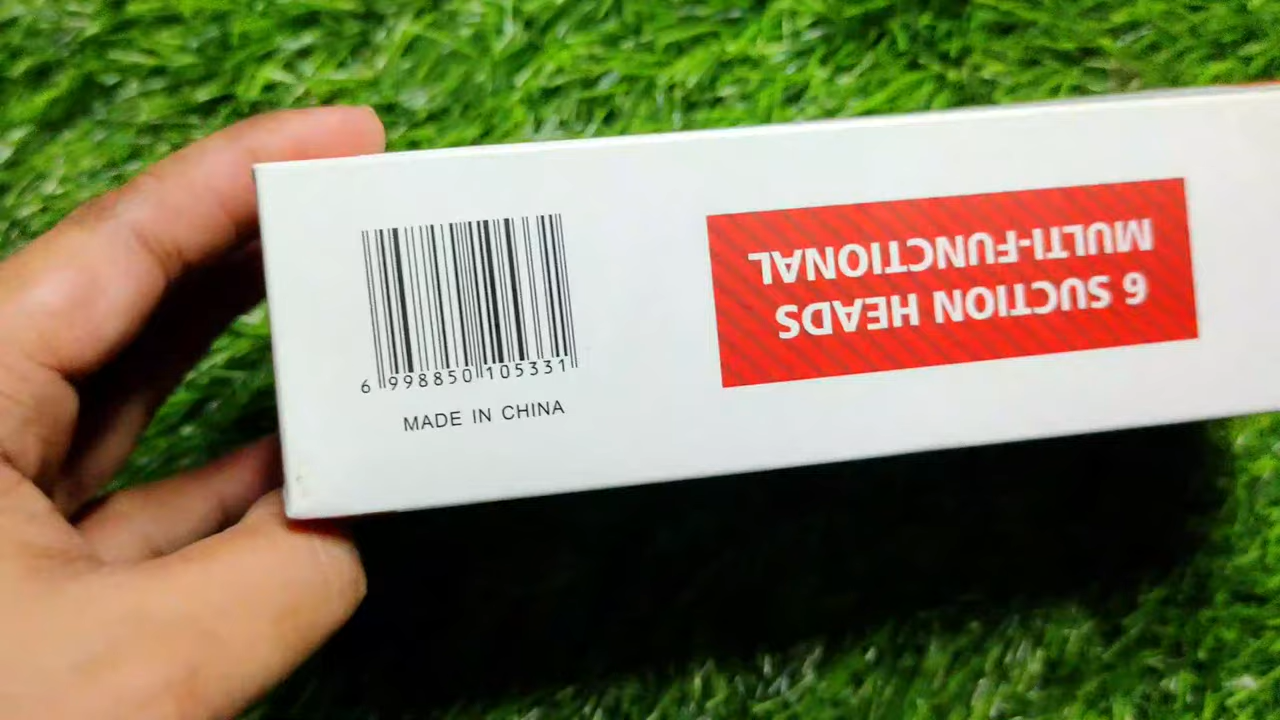 6 998850 105331
MADE IN CHINA
6 SUCTION HEADS
MULTI-FUNCTIONAL